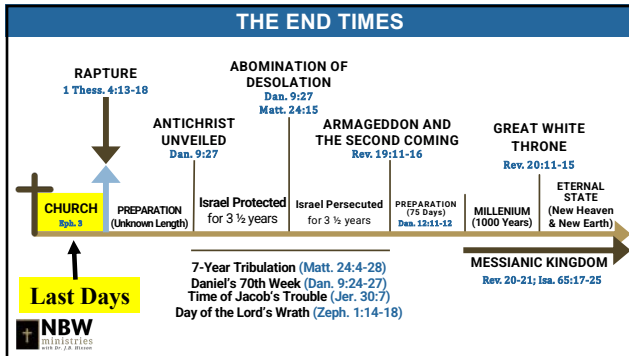 THE END TIMES
RAPTURE
1 Thess. 4:13-18
ANTICHRIST
UNVEILED
Dan. 9:27
ABOMINATION OF
DESOLATION
Dan. 9:27
Matt. 24:15
ARMAGEDDON AND
THE SECOND COMING
Rev. 19:11-16
GREAT WHITE
THRONE
Rev. 20:11-15
CHURCH
Eph. 3
PREPARATION
(Unknown Length)
Israel Protected
for 3 ½ years
Israel Persecuted
for 3 ½ years
PREPARATION
(75 Days)
Dan. 12:11-12
MILLENIUM
(1000 Years)
ETERNAL
STATE
(New Heaven
& New Earth)
Last Days
7-Year Tribulation (Matt. 24:4-28)
Daniel's 70th Week (Dan. 9:24-27)
Time of Jacob's Trouble (Jer. 30:7)
Day of the Lord's Wrath (Zeph. 1:14-18)
MESSIANIC KINGDOM
Rev. 20-21; Isa. 65:17-25
NBW
ministries
with Dr. J.B. Hixson